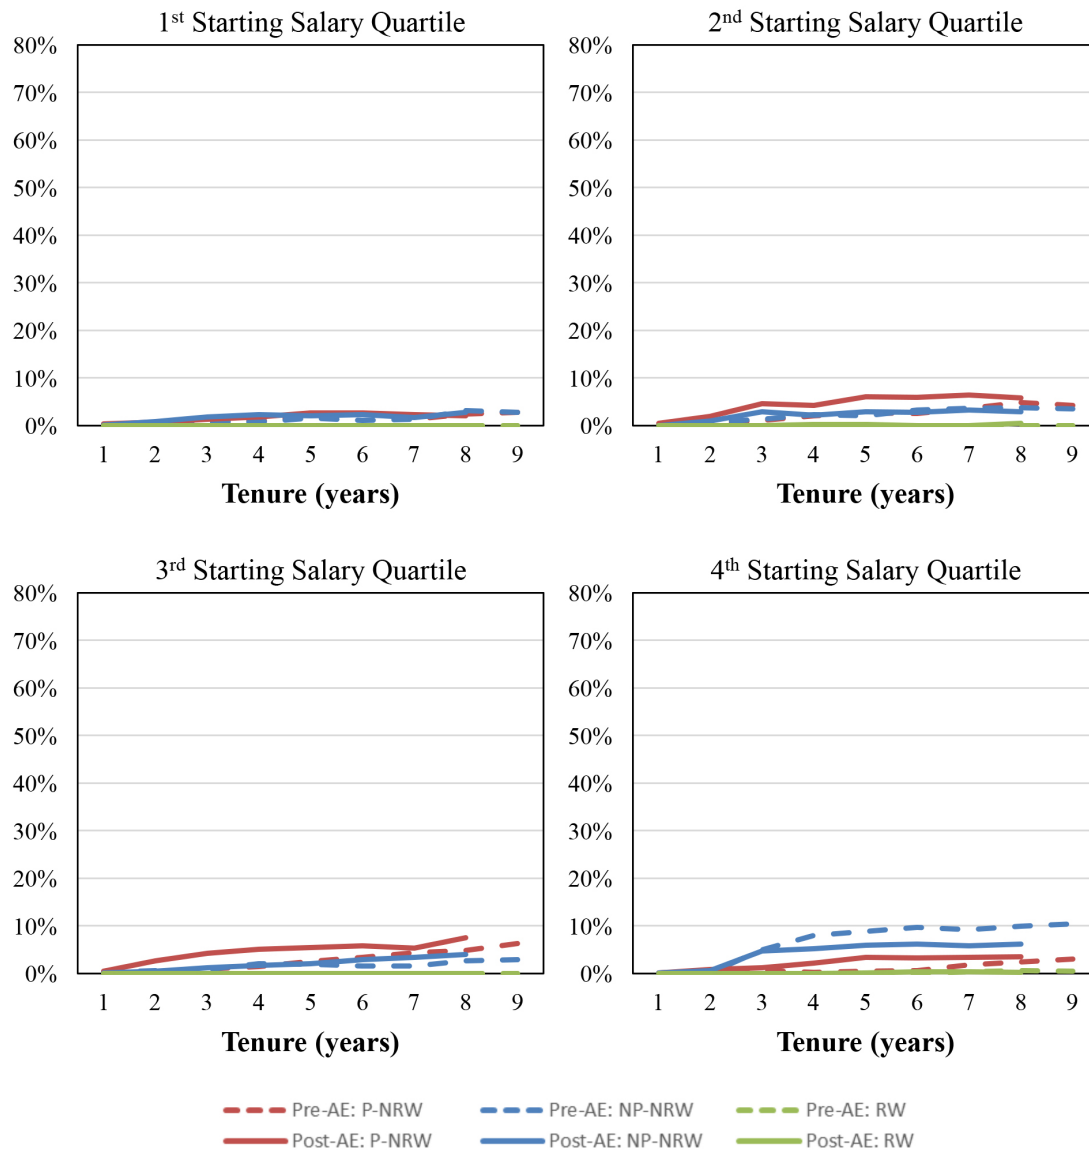 1st Starting Salary Quartile
80%
70%
60%
50%
40%
30%
20%
10%
0%
1 2 3 4 5 6 7 8 9
Tenure (years)
2nd Starting Salary Quartile
80%
70%
60%
50%
40%
30%
20%
10%
0%
1 2 3 4 5 6 7 8 9
Tenure (years)
3rd Starting Salary Quartile
80%
70%
60%
50%
40%
30%
20%
10%
0%
1 2 3 4 5 6 7 8 9
Tenure (years)
4th Starting Salary Quartile
80%
70%
60%
50%
40%
30%
20%
10%
0%
1 2 3 4 5 6 7 8 9
Tenure (years)
Pre-AE: P-NRW Pre-AE: NP-NRW Pre-AE: RW
Post-AE: P-NRW Post-AE: NP-NRW Post-AE: RW